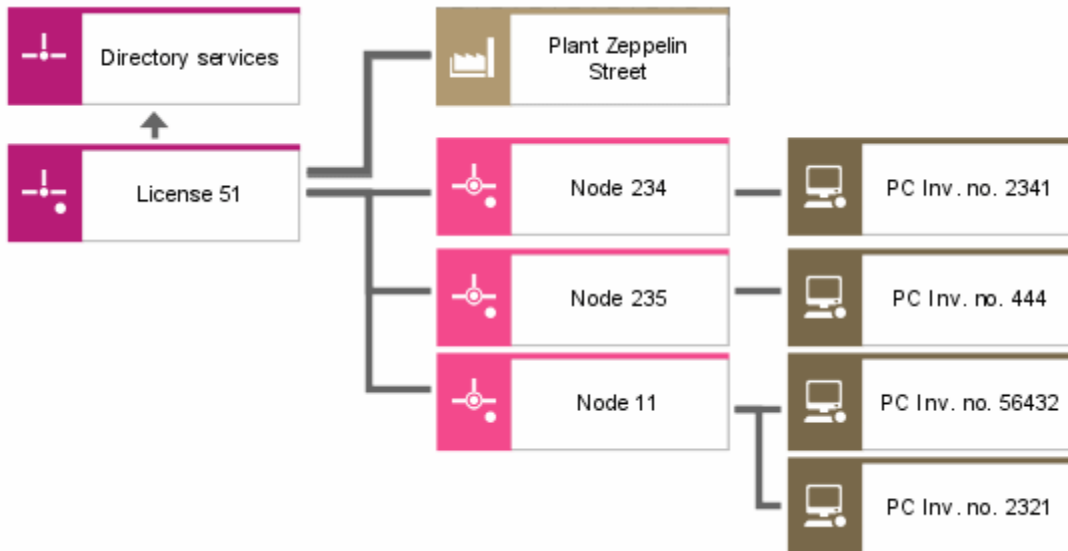 Directory services
Plant Zeppelin
Street
License 51
Node 234
PC Inv. no. 2341
Node 235
PC Inv. no. 444
Node 11
PC Inv. no. 56432
PC Inv. no. 2321